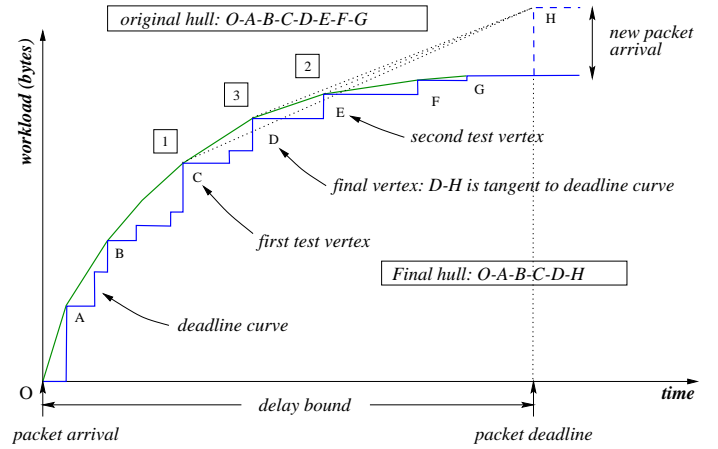 original hull: O-A-B-C-D-E-F-G
H
new packet
arrival
workload (bytes)
2
3
G
F
E
second test vertex
1
D
C
final vertex: D-H is tangent to deadline curve
B
first test vertex
Final hull: O-A-B-C-D-H
A
deadline curve
O
time
delay bound
packet arrival
packet deadline